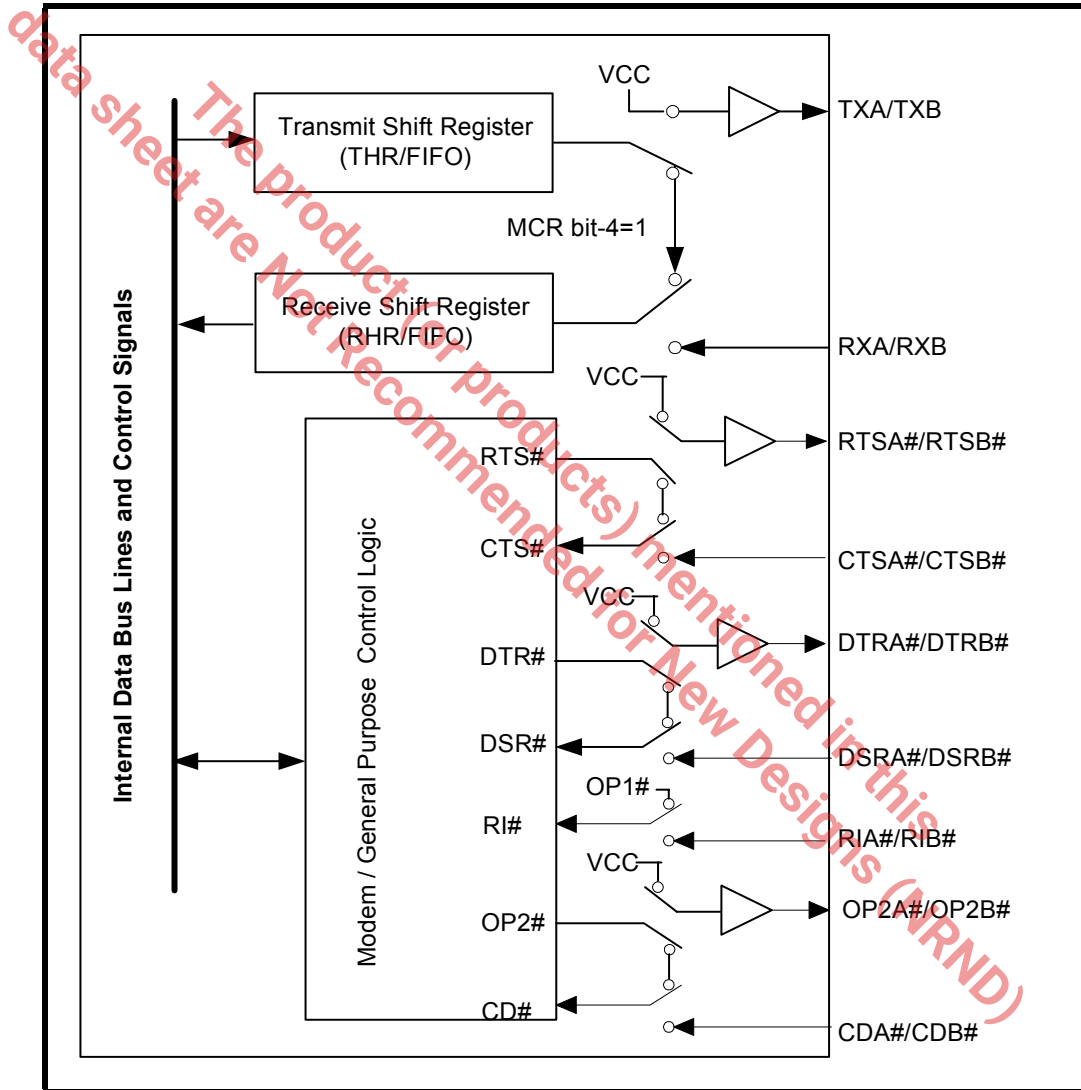 The product (or products) mentioned in this
data sheet are Not Recommended for New Designs (NRND)
Internal Data Bus Lines and Control Signals
Transmit Shift Register
(THR/FIFO)
VCC
TXA/TXB
MCR bit-4=1
Receive Shift Register
(RHR/FIFO)
RXA/RXB
VCC
RTSA#/RTSB#
Modem / General Purpose Control Logic
RTS#
CTS#
CTSA#/CTSB#
VCC
DTRA#/DTRB#
DTR#
DSR#
DSRA#/DSRB#
OP1#
RI#
RIA#/RIB#
VCC
OP2A#/OP2B#
OP2#
CD#
CDA#/CDB#